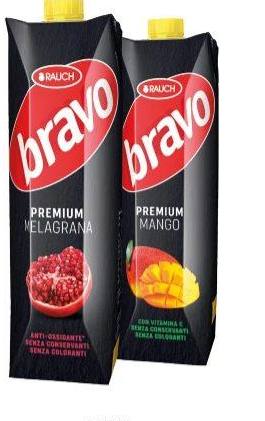 RAUCH
bravo
PREMIUM
MELAGRANA
ANTI-OSSIDANTE*
SENZA CONSERVANTI
SENZA COLORANTI
RAUCH
bravo
PREMIUM
MANGO
CON VITAMINA E
SENZA CONSERVANTI
SENZA COLORANTI